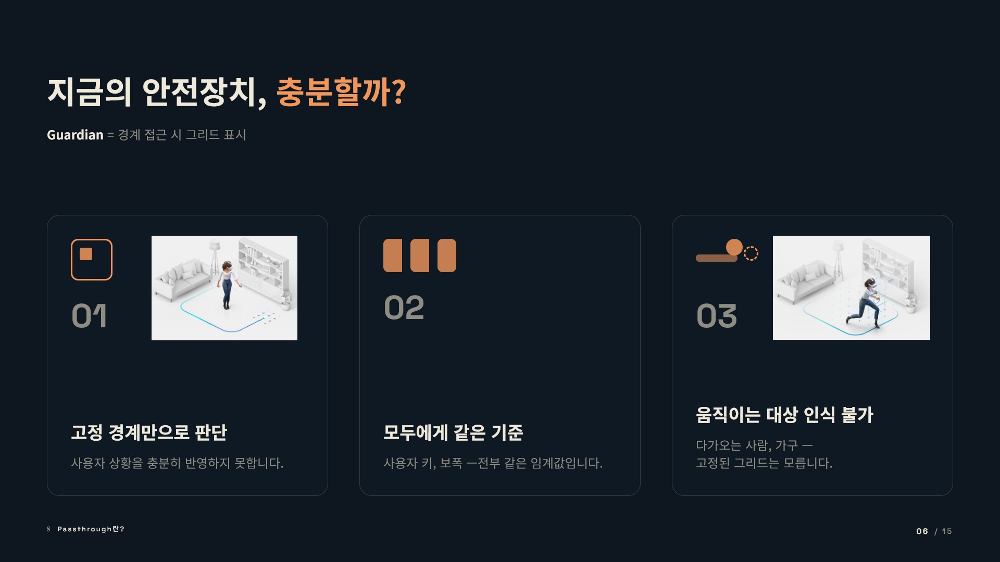 지금의 안전장치, 충분할까?
Guardian = 경계 접근 시 그리드 표시
01
고정 경계만으로 판단
사용자 상황을 충분히 반영하지 못합니다.
02
모두에게 같은 기준
사용자 키, 보폭 —전부 같은 임계값입니다.
03
움직이는 대상 인식 불가
다가오는 사람, 가구 —
고정된 그리드는 모릅니다.
§ Passthrough란?
06 / 15